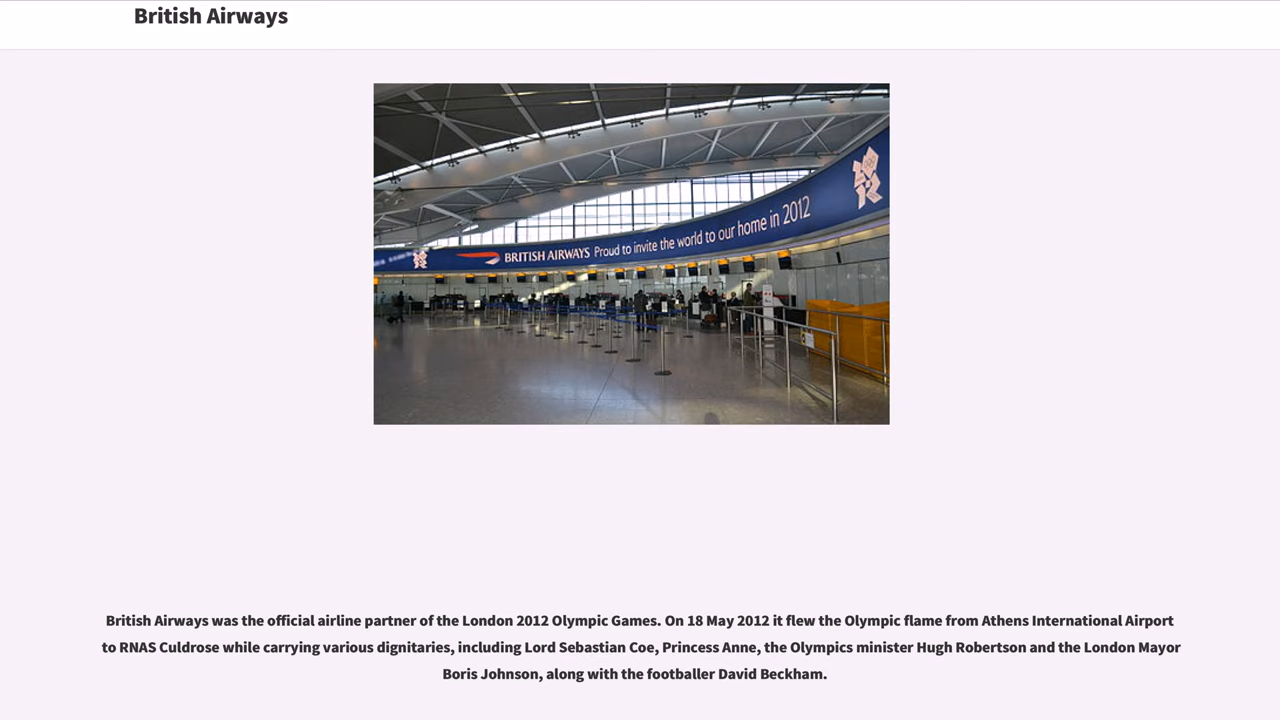 British Airways
BRITISH AIRWAYS Proud to invite the world to our home in 2012
British Airways was the official airline partner of the London 2012 Olympic Games. On 18 May 2012 it flew the Olympic flame from Athens International Airport
to RNAS Culdrose while carrying various dignitaries, including Lord Sebastian Coe, Princess Anne, the Olympics minister Hugh Robertson and the London Mayor
Boris Johnson, along with the footballer David Beckham.